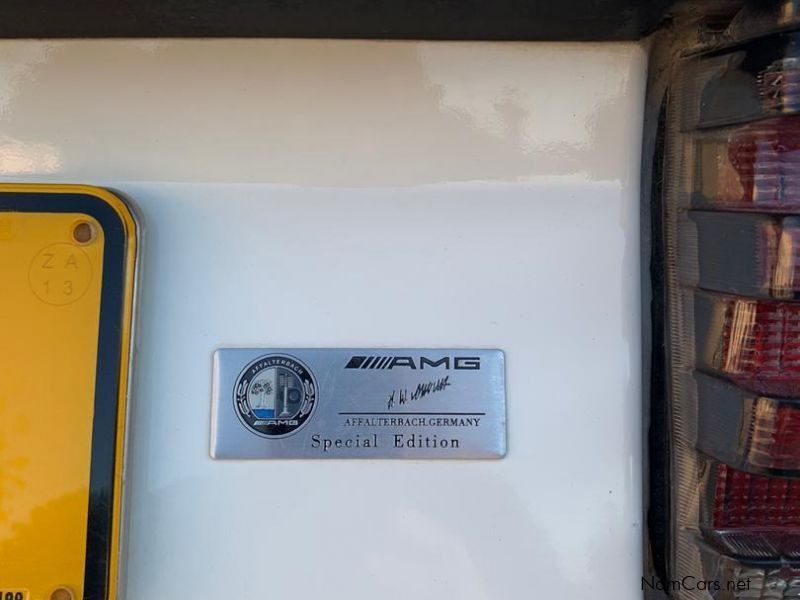 ZA
13
AFFALTERBACH
AMG
AMG
AFFALTERBACH.GERMANY
Special Edition
NamCars.net